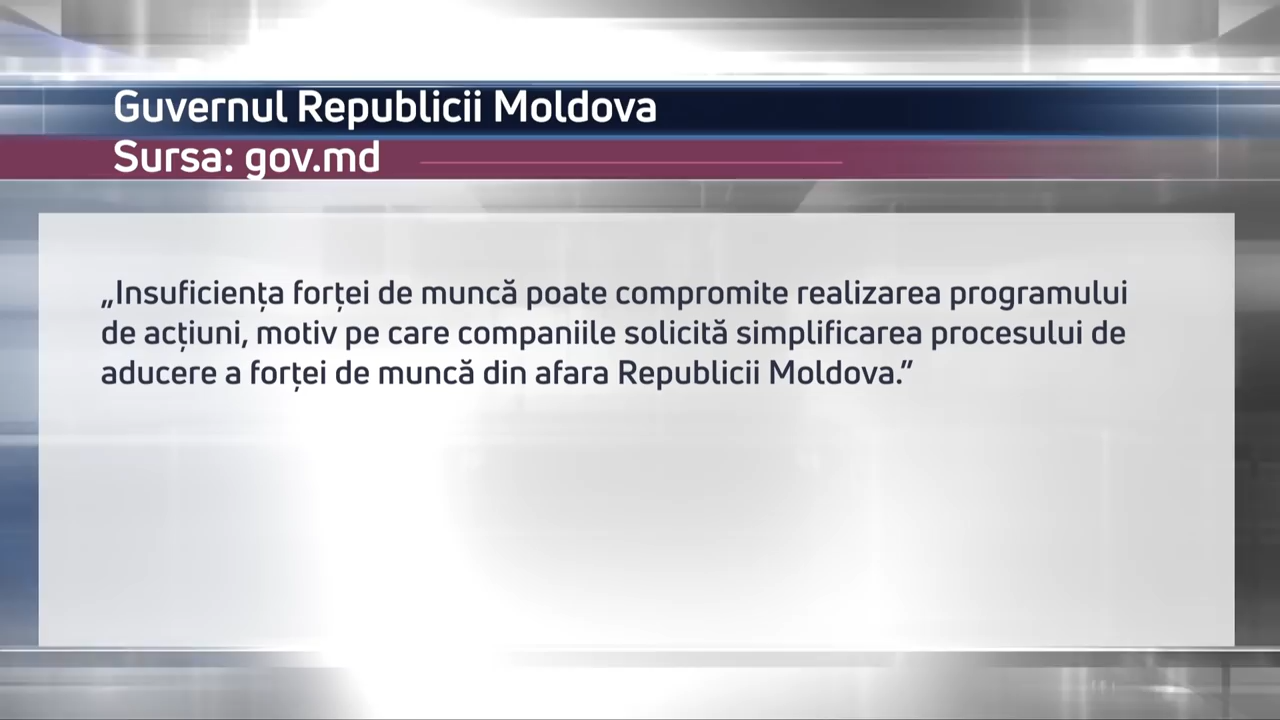 Guvernul Republicii Moldova
Sursa: gov.md
„Insuficiența forței de muncă poate compromite realizarea programului
de acțiuni, motiv pe care companiile solicită simplificarea procesului de
aducere a forței de muncă din afara Republicii Moldova.”